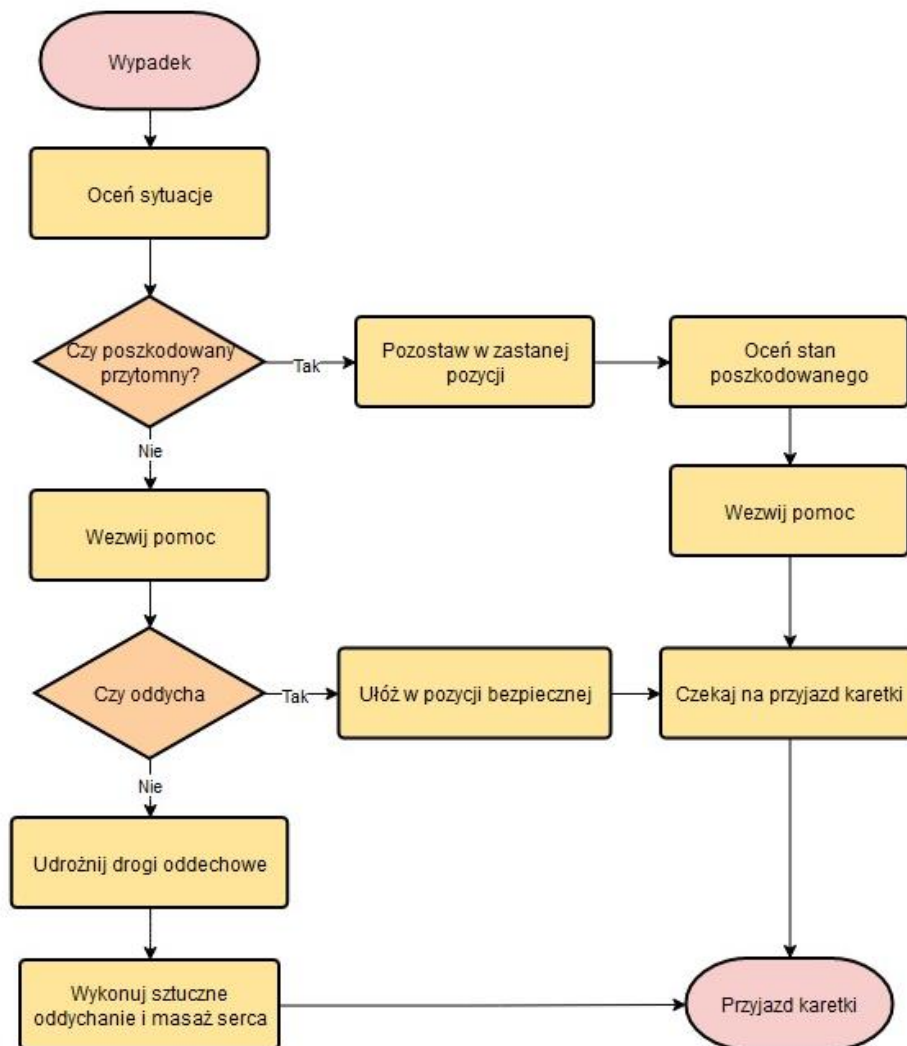 Wypadek
Oceń sytuacje
Czy poszkodowany
przytomny?
Tak
Pozostaw w zastanej
pozycji
Oceń stan
poszkodowanego
Nie
Wezwij pomoc
Wezwij pomoc
Czy oddycha
Tak
Ułóż w pozycji bezpiecznej
Czekaj na przyjazd karetki
Nie
Udrożnij drogi oddechowe
Wykonuj sztuczne
oddychanie i masaż serca
Przyjazd karetki